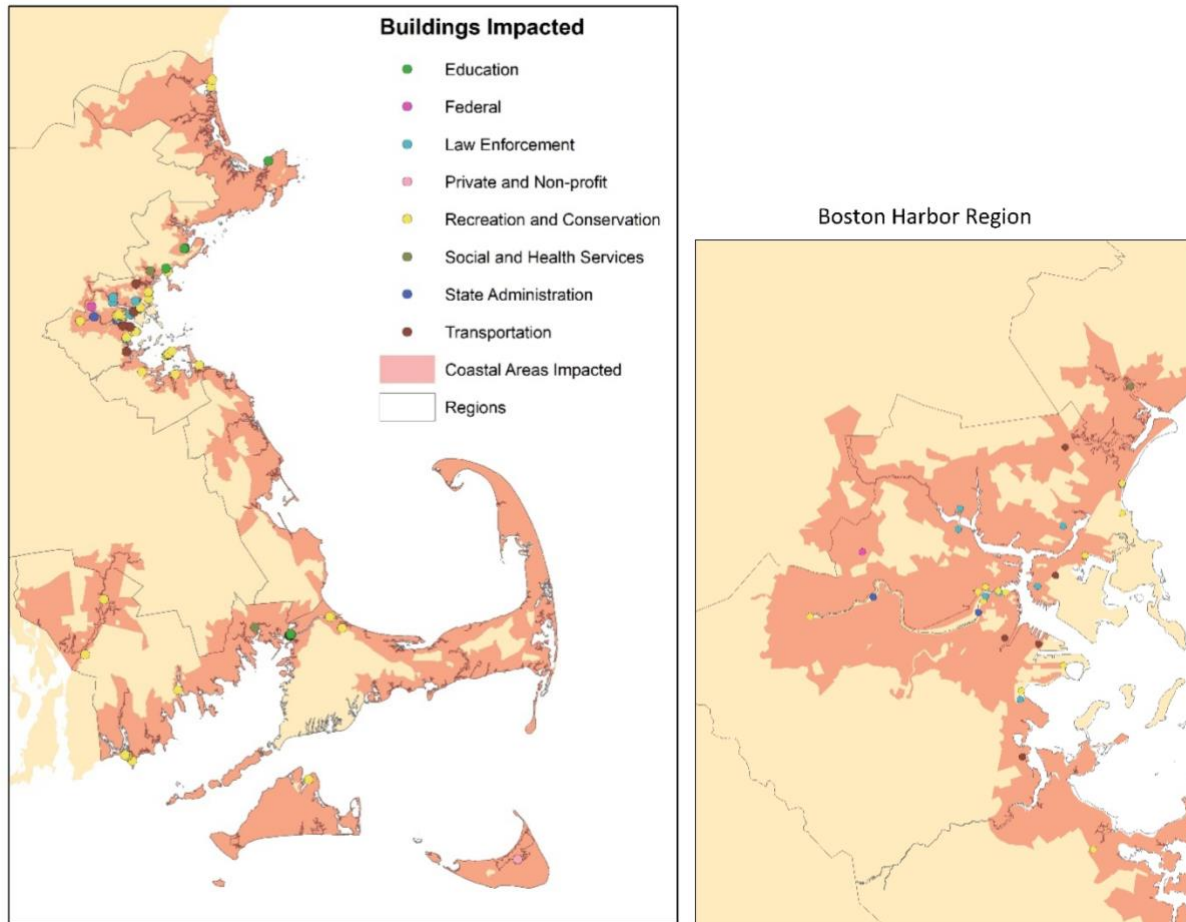 Buildings Impacted
Education
Federal
Law Enforcement
Private and Non-profit
Recreation and Conservation
Social and Health Services
State Administration
Transportation
Coastal Areas Impacted
Regions
Boston Harbor Region